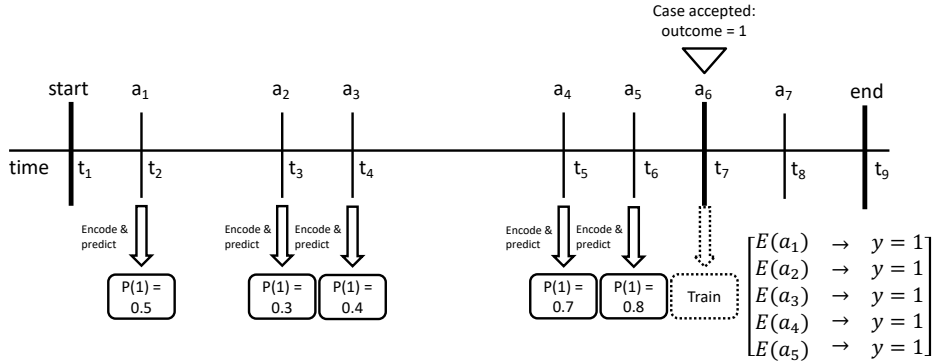 Case accepted:
outcome = 1
start a₁ a₂ a₃ a₄ a₅ a₆ a₇ end
time t₁ t₂ t₃ t₄ t₅ t₆ t₇ t₈ t₉
Encode &
predict
Encode &
predict
Encode &
predict
Encode &
predict
Encode &
predict
P(1) =
0.5
P(1) =
0.3
P(1) =
0.4
P(1) =
0.7
P(1) =
0.8
Train
E(a₁) → y = 1
E(a₂) → y = 1
E(a₃) → y = 1
E(a₄) → y = 1
E(a₅) → y = 1